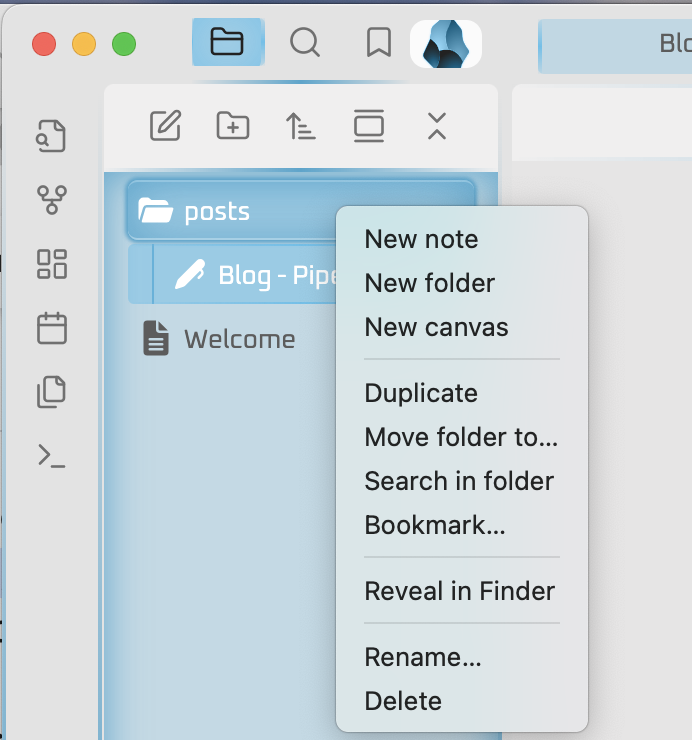 Blo
posts
Blog - Pipe
Welcome
New note
New folder
New canvas
Duplicate
Move folder to...
Search in folder
Bookmark...
Reveal in Finder
Rename...
Delete